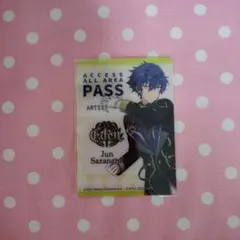 ACCESS
ALL AREA
PASS
ARTIST
Eden
Jun
Sazanami